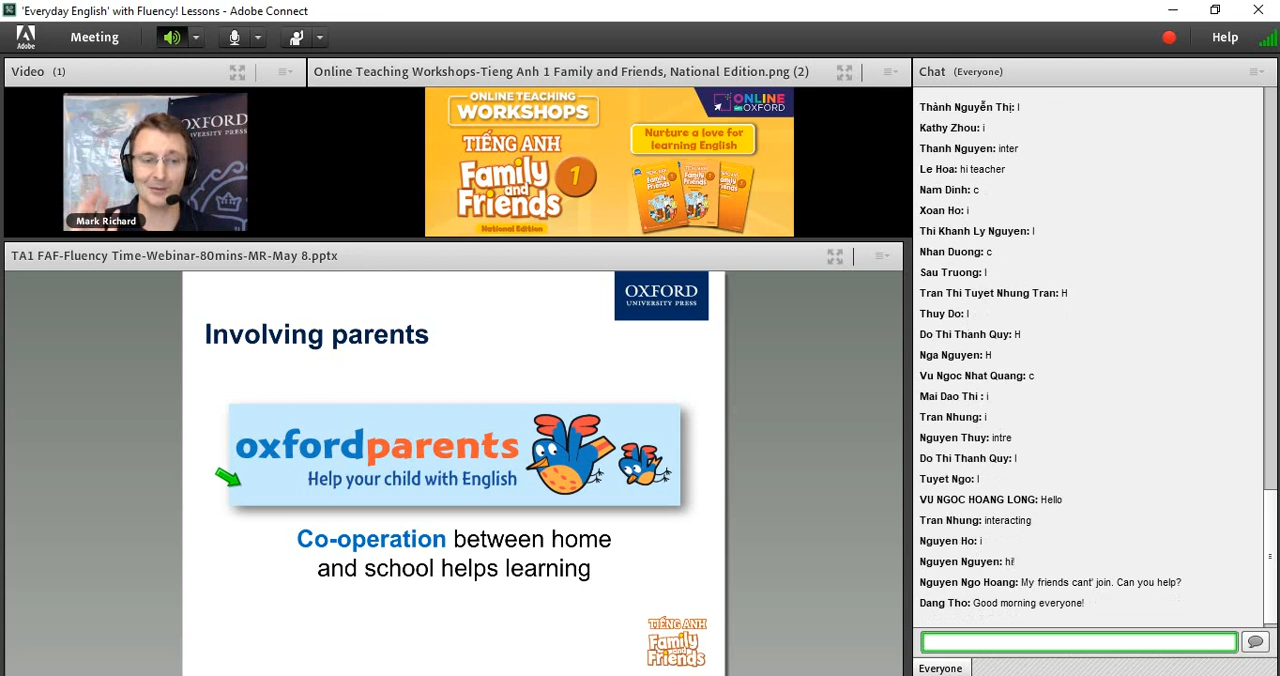 'Everyday English' with Fluency! Lessons - Adobe Connect
Adobe
Meeting
Help
Video (1)
OXFORD
UNIVERSITY PRESS
Mark Richard
Online Teaching Workshops-Tieng Anh 1 Family and Friends, National Edition.png (2)
ONLINE TEACHING
WORKSHOPS
TIẾNG ANH
Family
and
Friends
1
National Edition
ONLINE
OXFORD
Nurture a love for
learning English
TA1 FAF-Fluency Time-Webinar-80mins-MR-May 8.pptx
OXFORD
UNIVERSITY PRESS
Involving parents
oxfordparents
Help your child with English
Co-operation between home
and school helps learning
TIẾNG ANH
Family
and
Friends
Chat (Everyone)
Thành Nguyễn Thị: I
Kathy Zhou: i
Thanh Nguyen: inter
Le Hoa: hi teacher
Nam Dinh: c
Xoan Ho: i
Thi Khanh Ly Nguyen: I
Nhan Duong: c
Sau Truong: I
Tran Thi Tuyet Nhung Tran: H
Thuy Do: I
Do Thi Thanh Quy: H
Nga Nguyen: H
Vu Ngoc Nhat Quang: c
Mai Dao Thi : i
Tran Nhung: i
Nguyen Thuy: intre
Do Thi Thanh Quy: I
Tuyet Ngo: I
VU NGOC HOANG LONG: Hello
Tran Nhung: interacting
Nguyen Ho: i
Nguyen Nguyen: hi!
Nguyen Ngo Hoang: My friends cant' join. Can you help?
Dang Tho: Good morning everyone!
Everyone